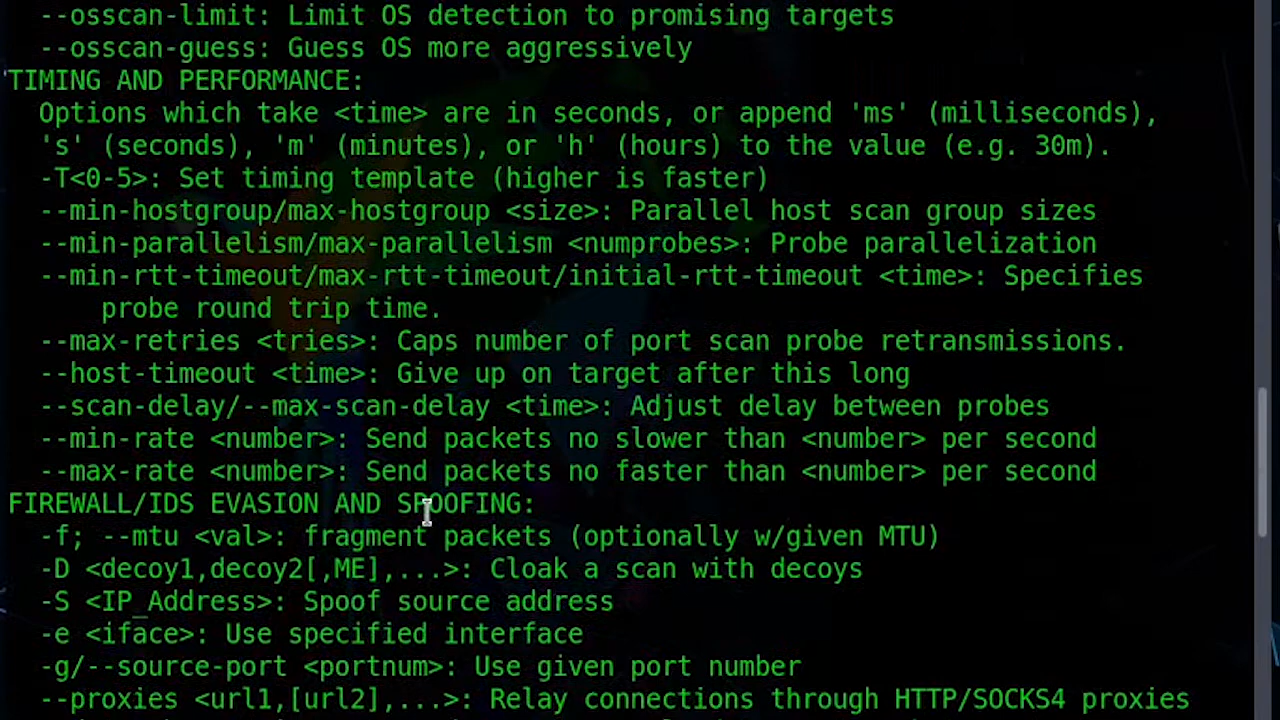 --osscan-limit: Limit OS detection to promising targets
--osscan-guess: Guess OS more aggressively
TIMING AND PERFORMANCE:
Options which take <time> are in seconds, or append 'ms' (milliseconds),
's' (seconds), 'm' (minutes), or 'h' (hours) to the value (e.g. 30m).
-T<0-5>: Set timing template (higher is faster)
--min-hostgroup/max-hostgroup <size>: Parallel host scan group sizes
--min-parallelism/max-parallelism <numprobes>: Probe parallelization
--min-rtt-timeout/max-rtt-timeout/initial-rtt-timeout <time>: Specifies
probe round trip time.
--max-retries <tries>: Caps number of port scan probe retransmissions.
--host-timeout <time>: Give up on target after this long
--scan-delay/--max-scan-delay <time>: Adjust delay between probes
--min-rate <number>: Send packets no slower than <number> per second
--max-rate <number>: Send packets no faster than <number> per second
FIREWALL/IDS EVASION AND SPOOFING:
-f; --mtu <val>: fragment packets (optionally w/given MTU)
-D <decoy1,decoy2[,ME],...>: Cloak a scan with decoys
-S <IP_Address>: Spoof source address
-e <iface>: Use specified interface
-g/--source-port <portnum>: Use given port number
--proxies <url1,[url2],...>: Relay connections through HTTP/SOCKS4 proxies